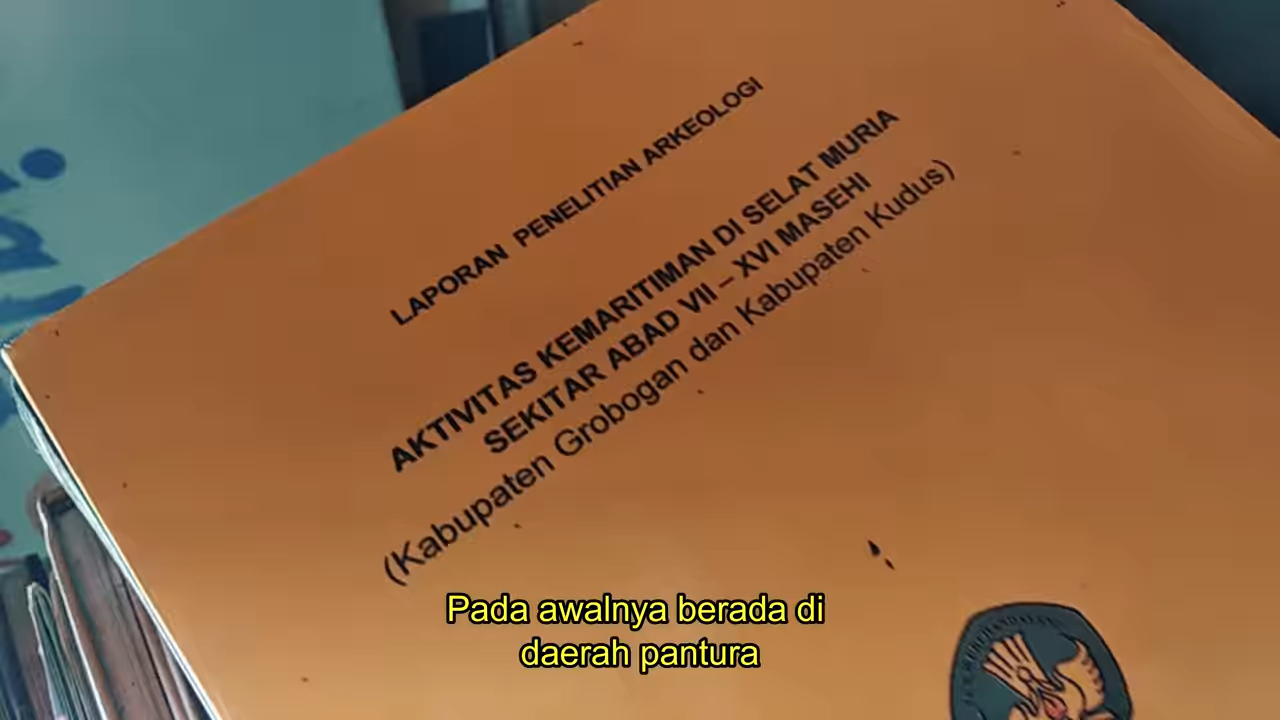 LAPORAN PENELITIAN ARKEOLOGI
AKTIVITAS KEMARITIMAN DI SELAT MURIA
SEKITAR ABAD VII – XVI MASEHI
(Kabupaten Grobogan dan Kabupaten Kudus)
Pada awalnya berada di
daerah pantura